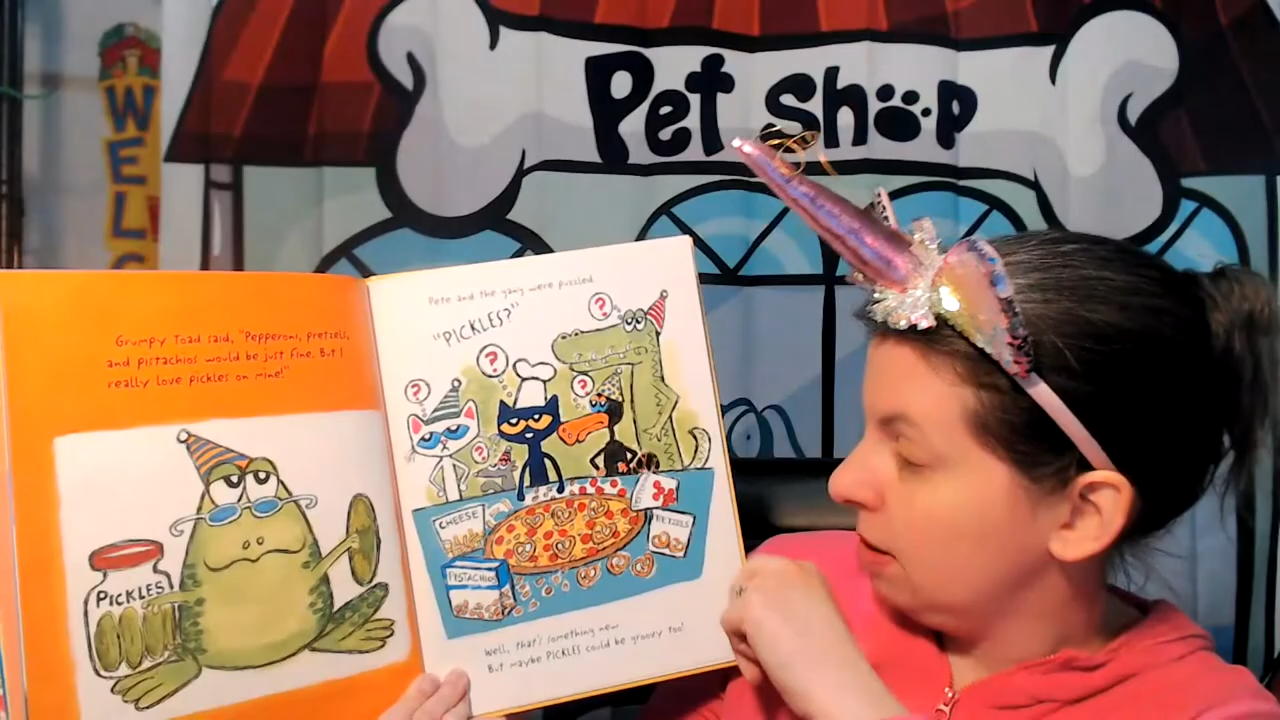 Pet Shop
WELC
Grumpy Toad said, "Pepperoni, pretzels,
and pistachios would be just fine. But I
really love pickles on mine!"
PICKLES
Pete and the gang were puzzled.
"PICKLES?"
?
?
?
?
?
CHEESE
PRETZELS
PISTACHIOS
Well, that's something new.
But maybe PICKLES could be groovy too!